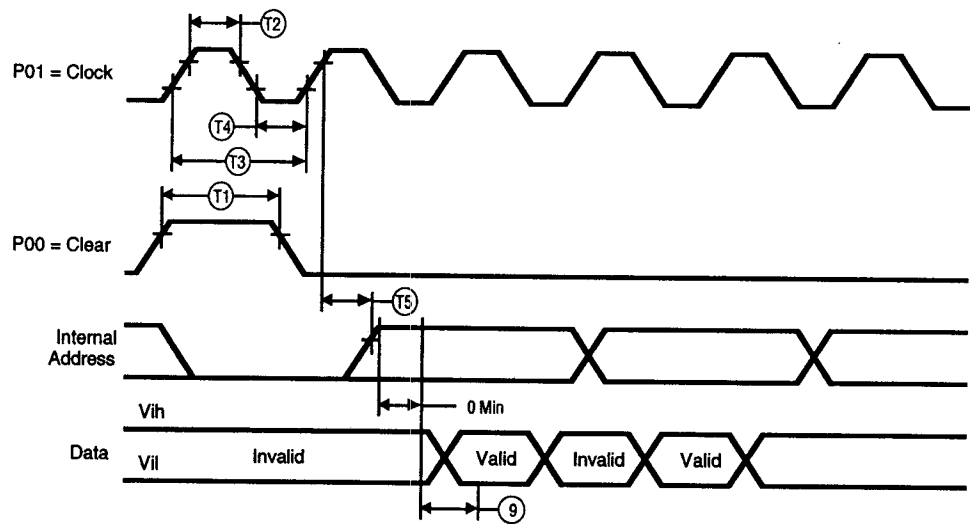 T2
P01 = Clock
T4
T3
T1
P00 = Clear
T5
Internal
Address
0 Min
Vih
Data
Vil
Invalid
Valid
Invalid
Valid
9